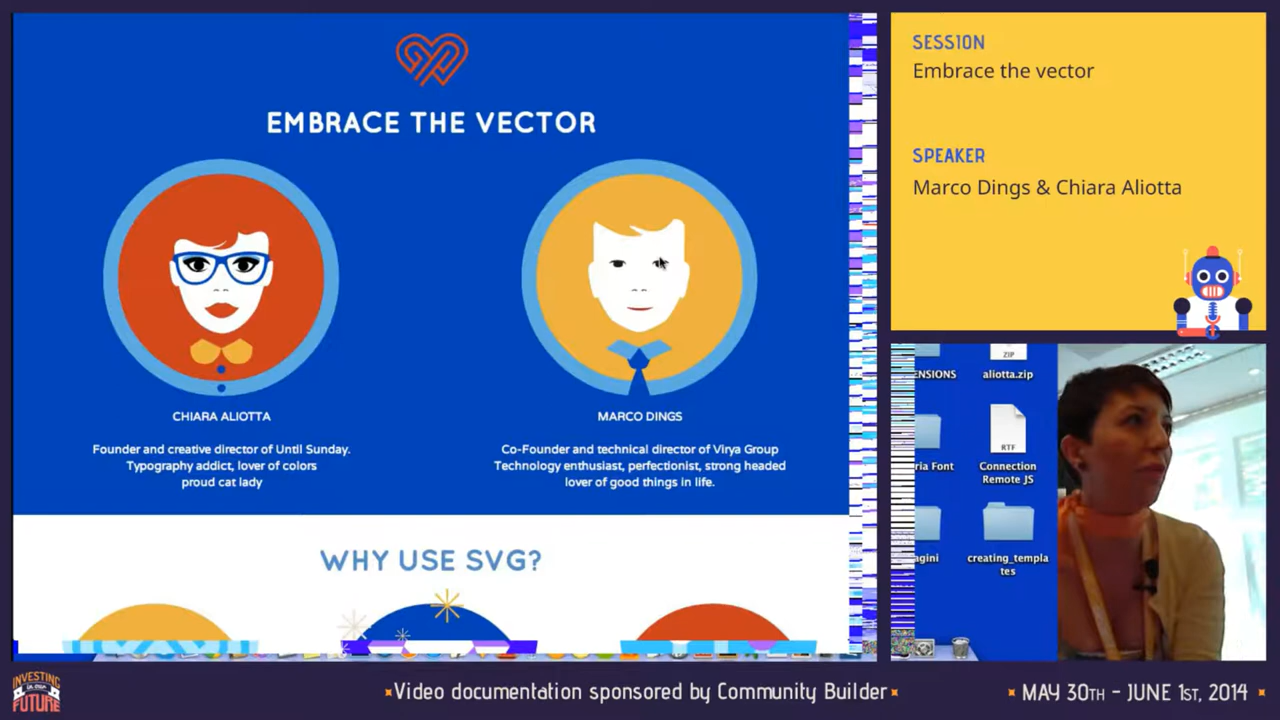 EMBRACE THE VECTOR
CHIARA ALIOTTA
Founder and creative director of Until Sunday.
Typography addict, lover of colors
proud cat lady
MARCO DINGS
Co-Founder and technical director of Virya Group
Technology enthusiast, perfectionist, strong headed
lover of good things in life.
WHY USE SVG?
SESSION
Embrace the vector
SPEAKER
Marco Dings & Chiara Aliotta
ZIP
ENSIONS
aliotta.zip
RTF
ria Font
Connection
Remote JS
agini
creating_templa
tes
INVESTING
IN OUR
FUTURE
Video documentation sponsored by Community Builder
MAY 30TH - JUNE 1ST, 2014